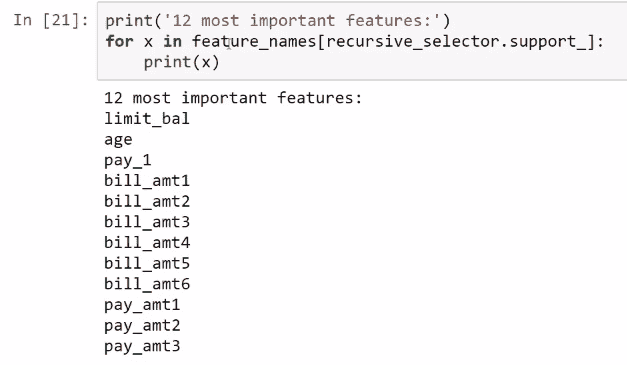 In [21]: print('12 most important features:')
for x in feature_names[recursive_selector.support_]:
    print(x)
12 most important features:
limit_bal
age
pay_1
bill_amt1
bill_amt2
bill_amt3
bill_amt4
bill_amt5
bill_amt6
pay_amt1
pay_amt2
pay_amt3